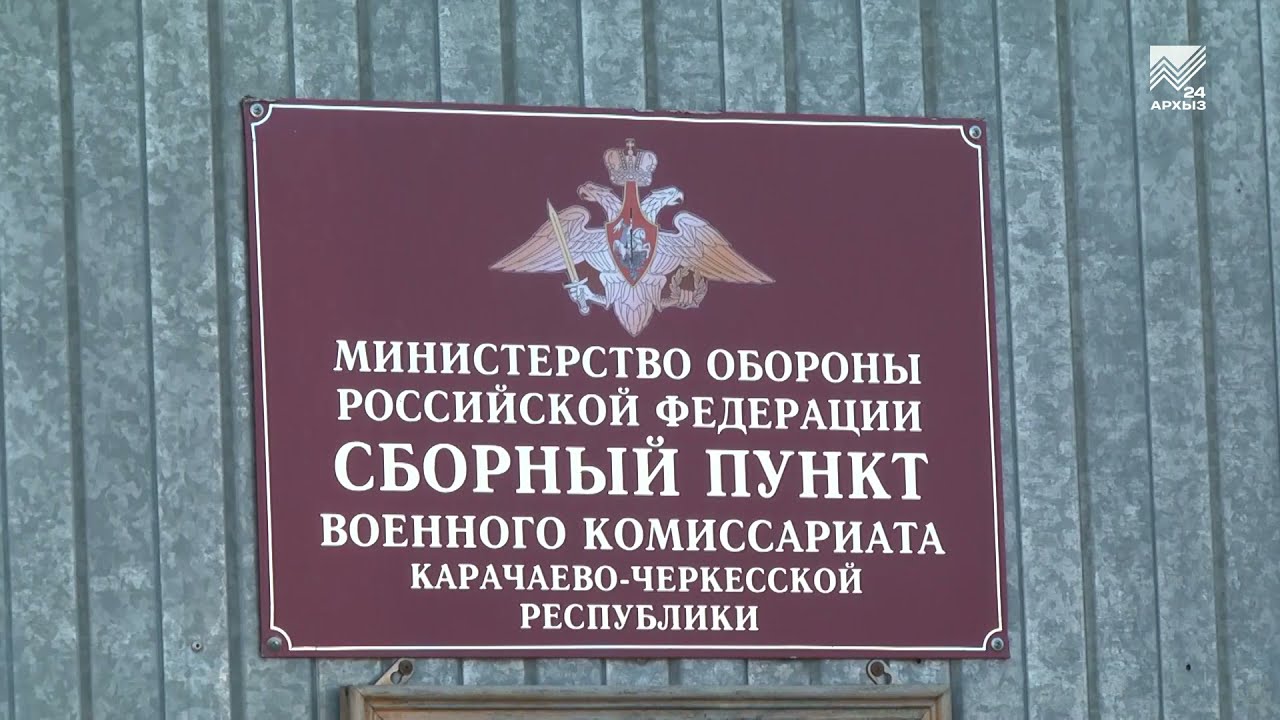 24
АРХЫЗ
МИНИСТЕРСТВО ОБОРОНЫ
РОССИЙСКОЙ ФЕДЕРАЦИИ
СБОРНЫЙ ПУНКТ
ВОЕННОГО КОМИССАРИАТА
КАРАЧАЕВО-ЧЕРКЕССКОЙ
РЕСПУБЛИКИ